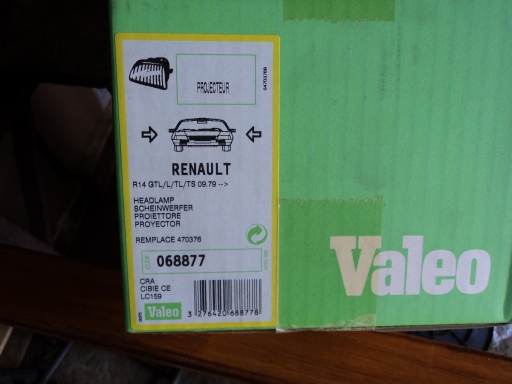 PROJECTEUR
RENAULT
R14 GTL/L/TL/TS 09.79 -->
HEADLAMP
SCHEINWERFER
PROIETTORE
PROYECTOR
REMPLACE 470376
CODE
068877
CRA
CIBIE CE
LC159
Valeo
3 276420 688778
Valeo